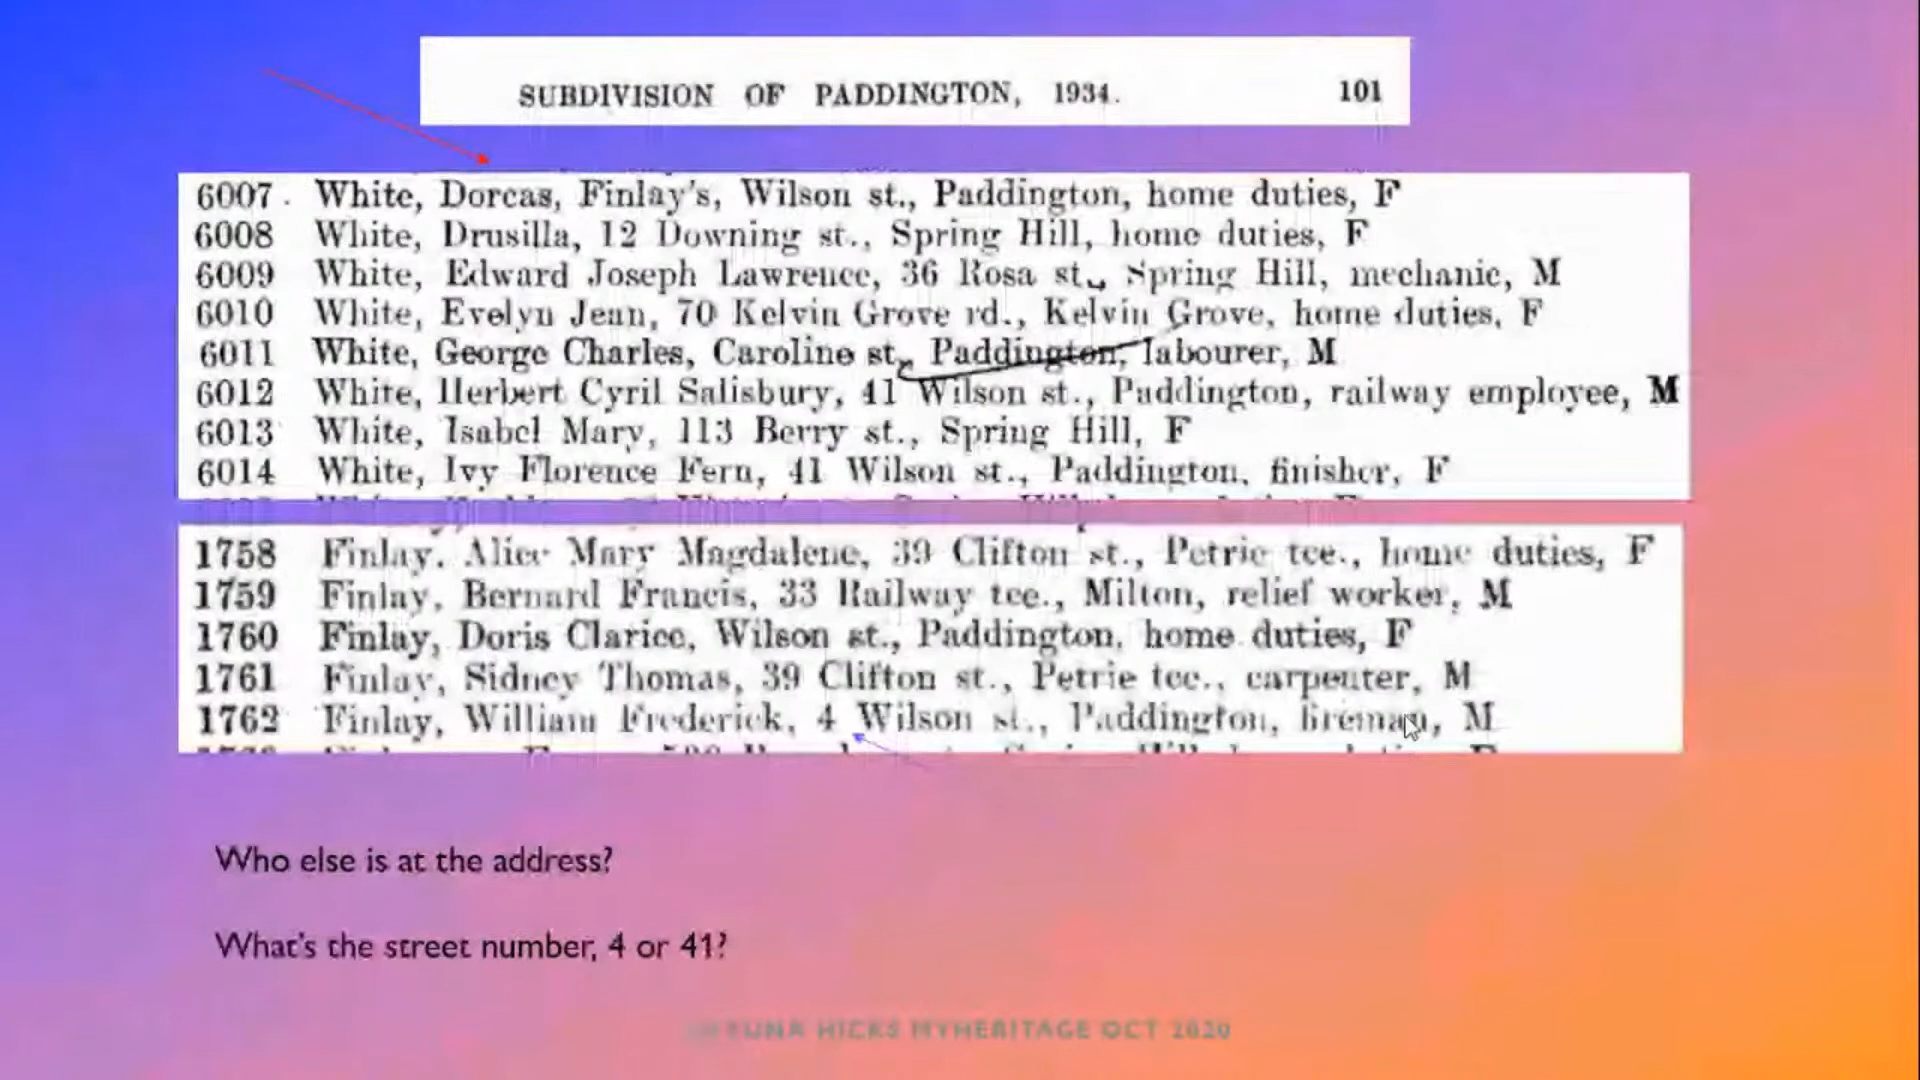 SUBDIVISION OF PADDINGTON, 1934. 101
6007 . White, Dorcas, Finlay's, Wilson st., Paddington, home duties, F
6008 White, Drusilla, 12 Downing st., Spring Hill, home duties, F
6009 White, Edward Joseph Lawrence, 36 Rosa st., Spring Hill, mechanic, M
6010 White, Evelyn Jean, 70 Kelvin Grove rd., Kelvin Grove, home duties, F
6011 White, George Charles, Caroline st., Paddington, labourer, M
6012 White, Herbert Cyril Salisbury, 41 Wilson st., Paddington, railway employee, M
6013 White, Isabel Mary, 113 Berry st., Spring Hill, F
6014 White, Ivy Florence Fern, 41 Wilson st., Paddington, finisher, F
1758 Finlay, Alice Mary Magdalene, 39 Clifton st., Petrie tce., home duties, F
1759 Finlay, Bernard Francis, 33 Railway tce., Milton, relief worker, M
1760 Finlay, Doris Clarice, Wilson st., Paddington, home duties, F
1761 Finlay, Sidney Thomas, 39 Clifton st., Petrie tce., carpenter, M
1762 Finlay, William Frederick, 4 Wilson st., Paddington, fireman, M
Who else is at the address?
What's the street number, 4 or 41?
HICKS MYHERITAGE OCT 2020